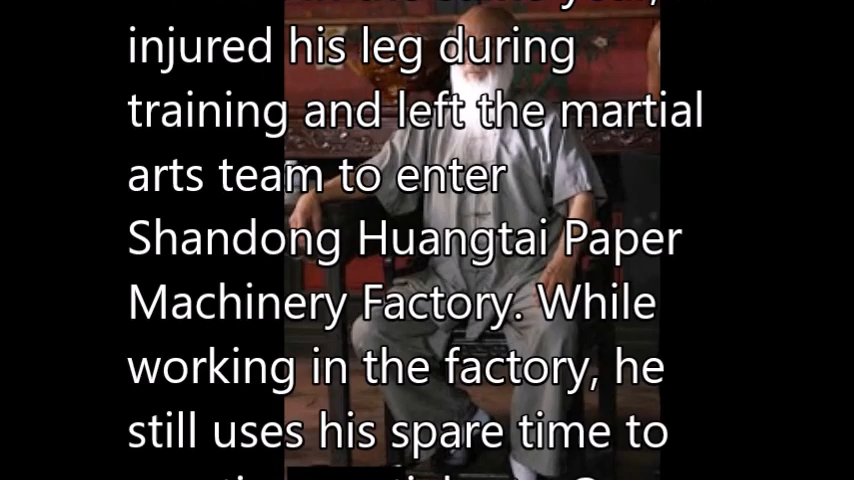 injured his leg during
training and left the martial
arts team to enter
Shandong Huangtai Paper
Machinery Factory. While
working in the factory, he
still uses his spare time to